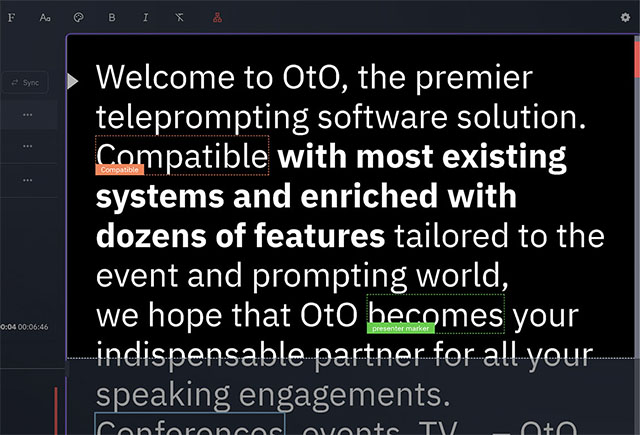 F Aa B I T
Sync
Welcome to OtO, the premier
teleprompting software solution.
Compatible with most existing
Compatible
systems and enriched with
dozens of features tailored to the
event and prompting world,
we hope that OtO becomes your
presenter marker
0:04 00:06:46
indispensable partner for all your
speaking engagements.
Conferences, events, TV... – OtO